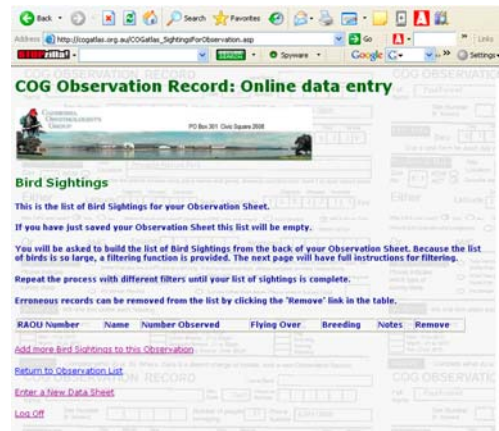 Back
Search
Favorites
Address
http://cogatlas.org.au/COGatlas_SightingsForObservation.asp
Go
Links
STOPzilla!
Spyware
Google
G
Settings
COG Observation Record: Online data entry
Canberra
Ornithologists
Group
PO Box 301 Civic Square 2608
Bird Sightings
This is the list of Bird Sightings for your Observation Sheet.
If you have just saved your Observation Sheet this list will be empty.
You will be asked to build the list of Bird Sightings from the back of your Observation Sheet. Because the list
of birds is so large, a filtering function is provided. The next page will have full instructions for filtering.
Repeat the process with different filters until your list of sightings is complete.
Erroneous records can be removed from the list by clicking the 'Remove' link in the table.
RAOU Number Name Number Observed Flying Over Breeding Notes Remove
Add more Bird Sightings to this Observation
Return to Observation List
Enter a New Data Sheet
Log Off